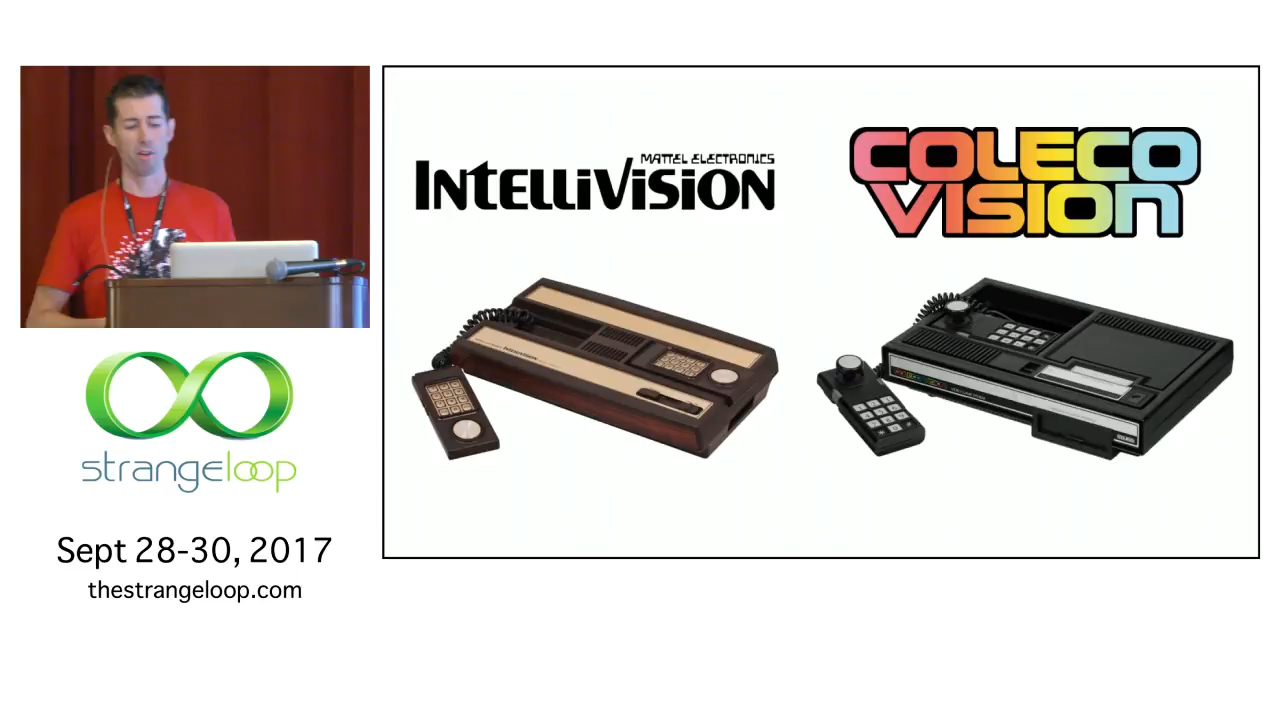 MATTEL ELECTRONICS
INTELLIVISION
COLECO
VISION
strangeloop
Sept 28-30, 2017
thestrangeloop.com